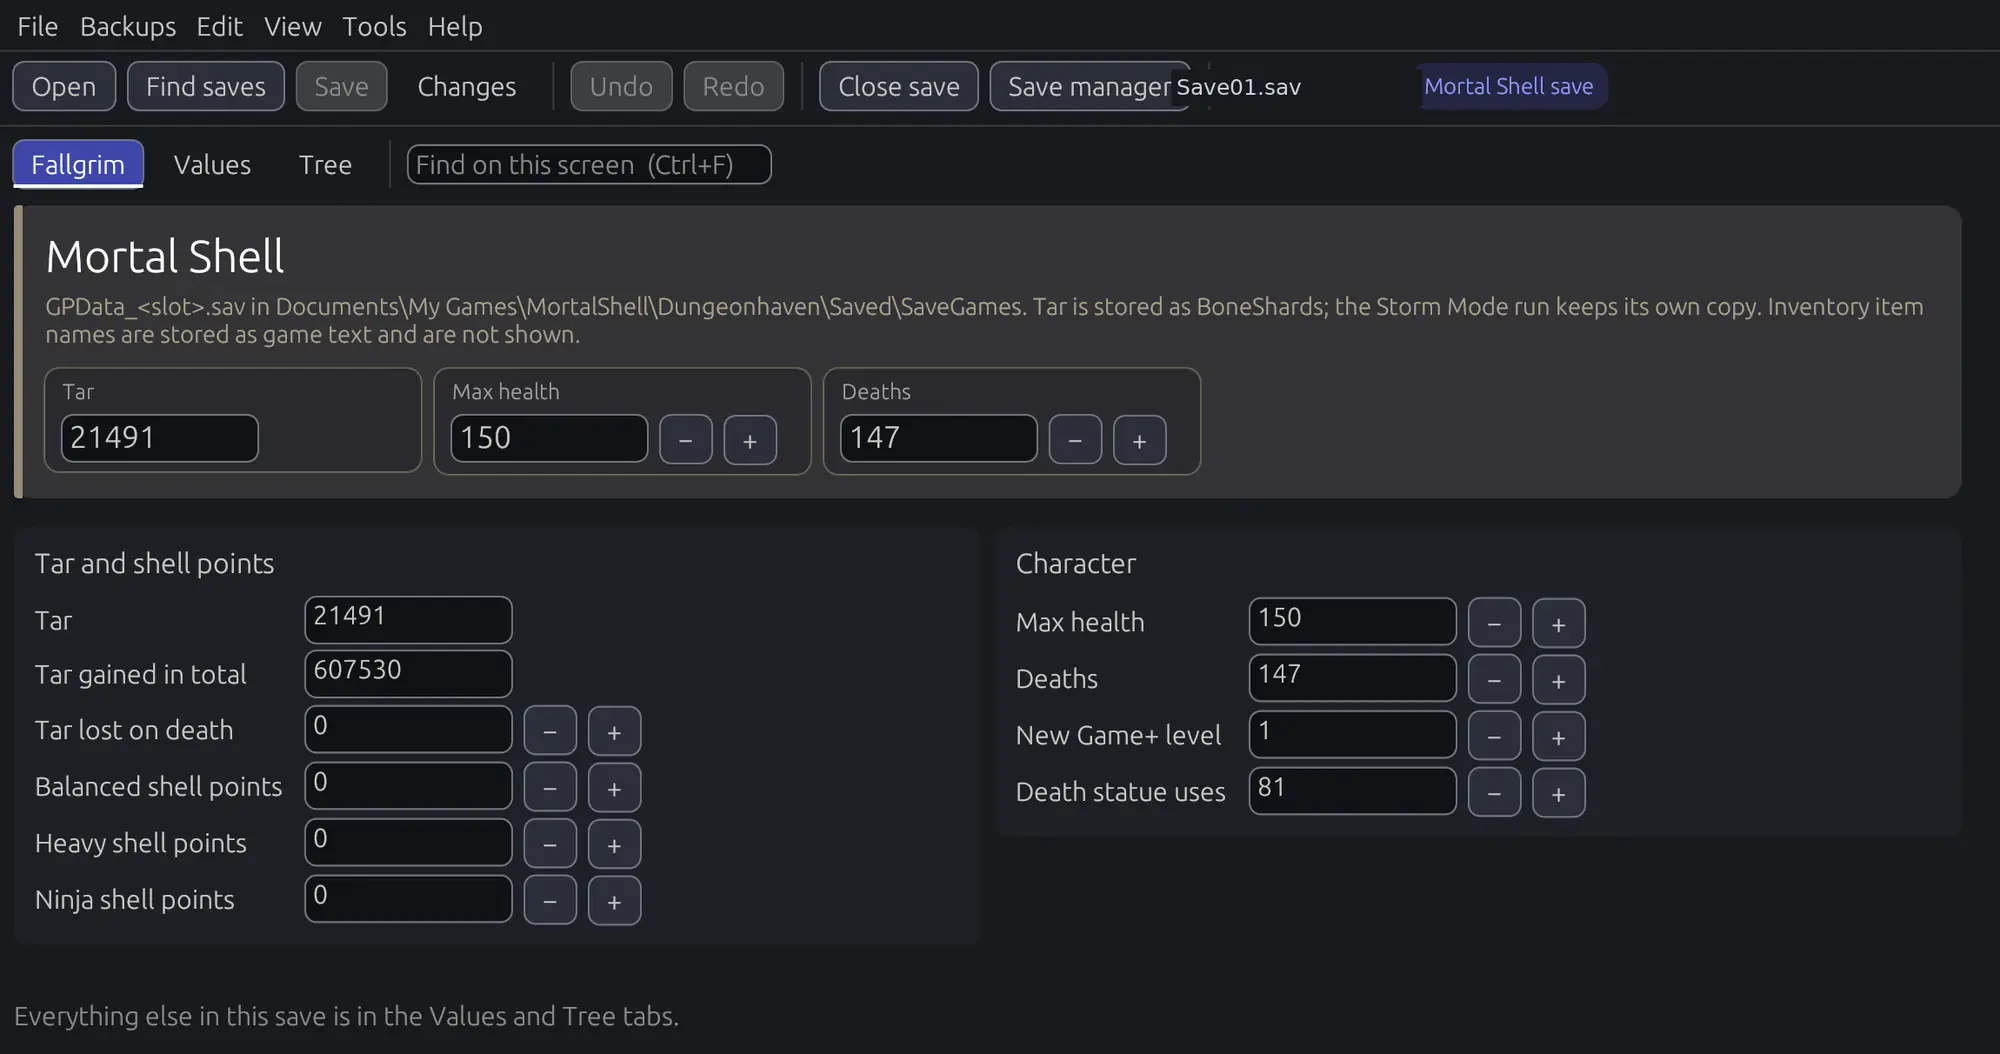 File Backups Edit View Tools Help
Open Find saves Save Changes Undo Redo Close save Save manager Save01.sav Mortal Shell save
Fallgrim Values Tree Find on this screen (Ctrl+F)
Mortal Shell
GPData_<slot>.sav in Documents\My Games\MortalShell\Dungeonhaven\Saved\SaveGames. Tar is stored as BoneShards; the Storm Mode run keeps its own copy. Inventory item
names are stored as game text and are not shown.
Tar Max health Deaths
21491 150 − + 147 − +
Tar and shell points
Tar 21491
Tar gained in total 607530
Tar lost on death 0 − +
Balanced shell points 0 − +
Heavy shell points 0 − +
Ninja shell points 0 − +
Character
Max health 150 − +
Deaths 147 − +
New Game+ level 1 − +
Death statue uses 81 − +
Everything else in this save is in the Values and Tree tabs.